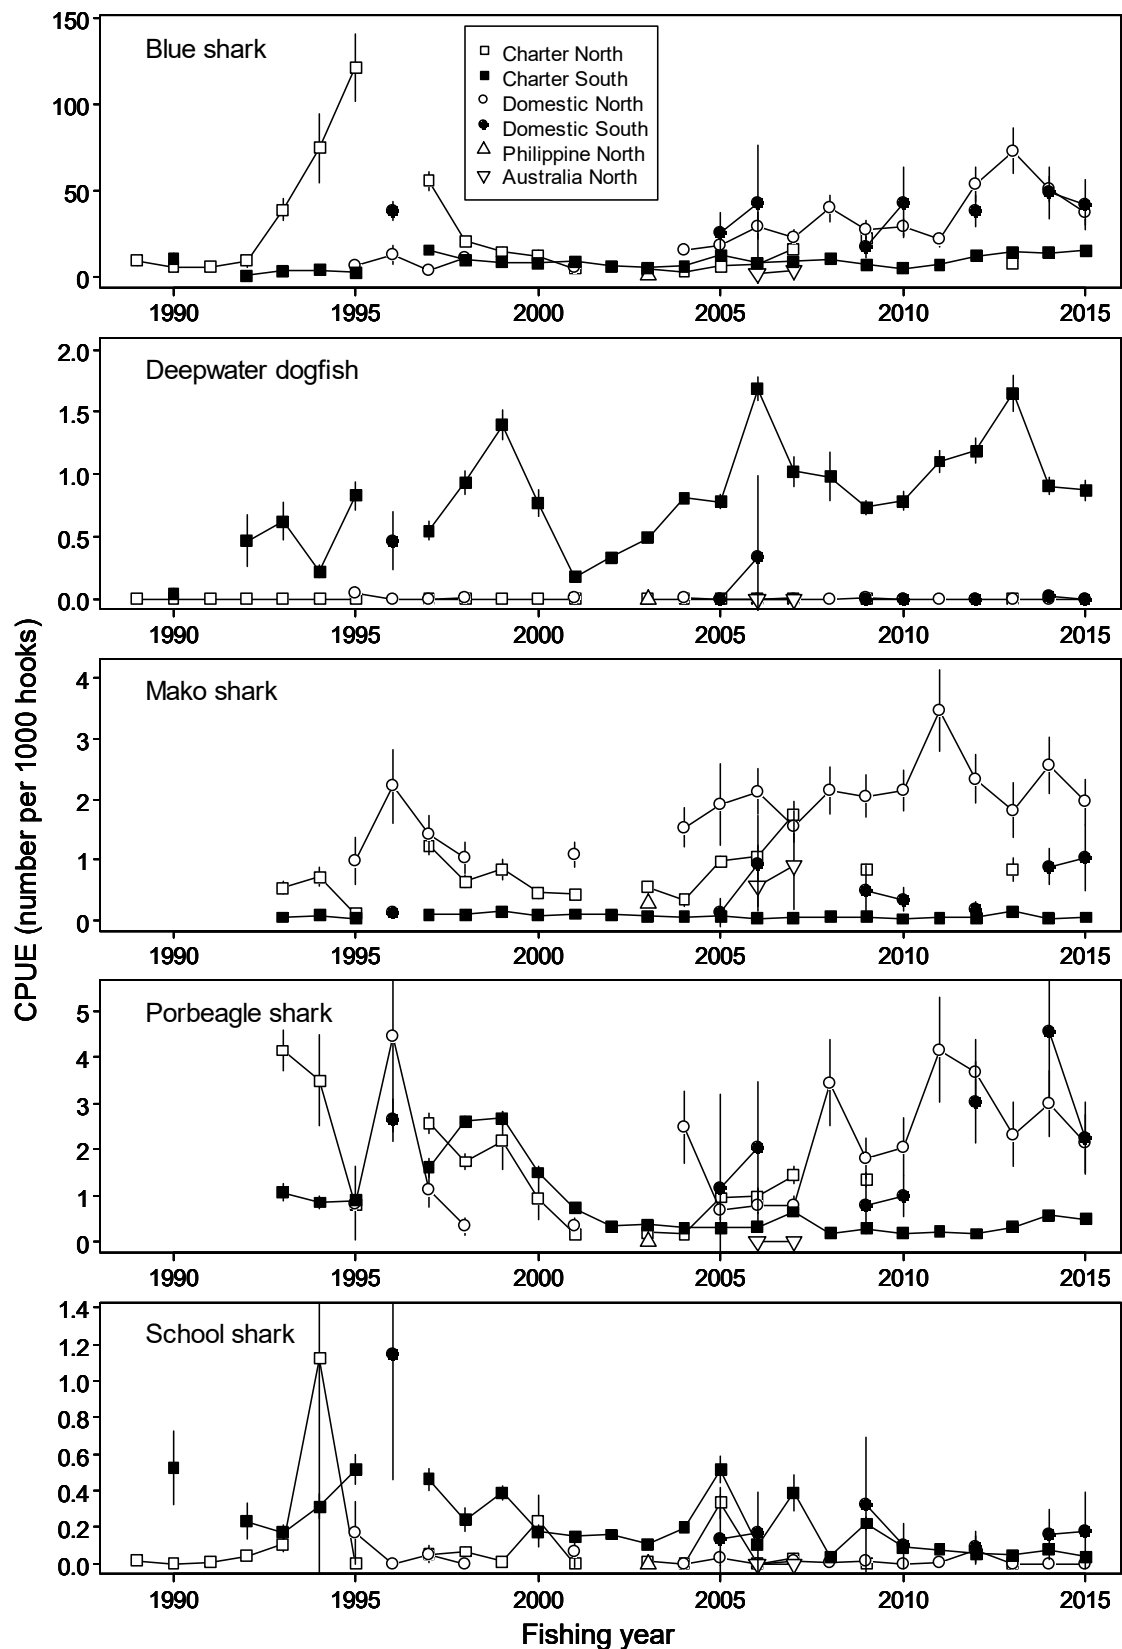 CPUE (number per 1000 hooks)
Blue shark
150
100
50
0
Charter North
Charter South
Domestic North
Domestic South
Philippine North
Australia North
1990 1995 2000 2005 2010 2015
Deepwater dogfish
2.0
1.5
1.0
0.5
0.0
1990 1995 2000 2005 2010 2015
Mako shark
4
3
2
1
0
1990 1995 2000 2005 2010 2015
Porbeagle shark
5
4
3
2
1
0
1990 1995 2000 2005 2010 2015
School shark
1.4
1.2
1.0
0.8
0.6
0.4
0.2
0.0
1990 1995 2000 2005 2010 2015
Fishing year